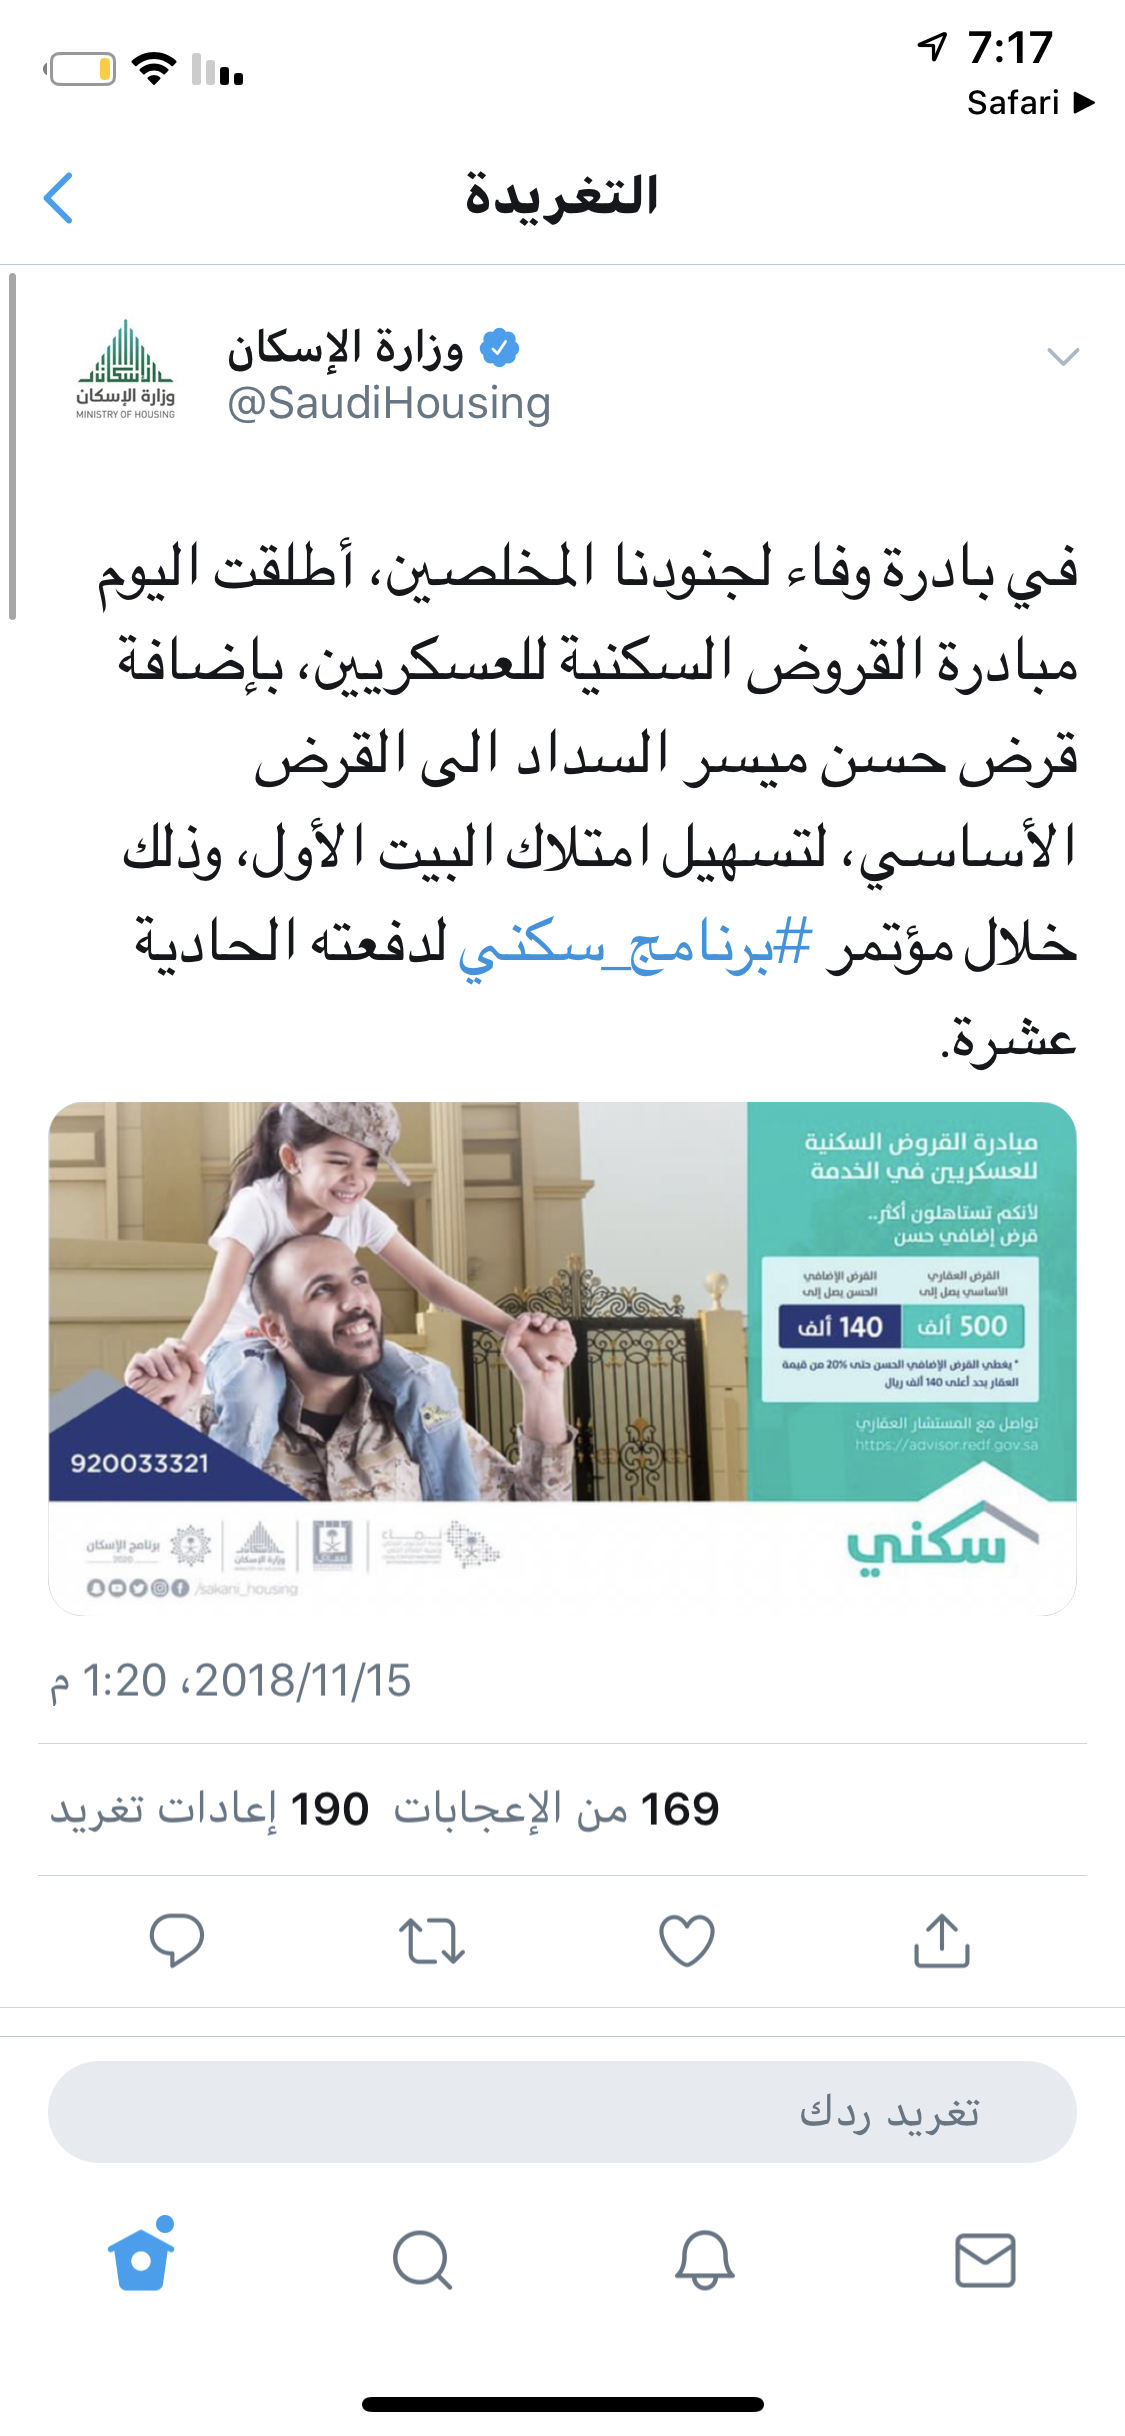 7:17
Safari
التغريدة
وزارة الإسكان
MINISTRY OF HOUSING
وزارة الإسكان
@SaudiHousing
في بادرة وفاء لجنودنا المخلصين، أطلقت اليوم
مبادرة القروض السكنية للعسكريين، بإضافة
قرض حسن ميسر السداد الى القرض
الأساسي، لتسهيل امتلاك البيت الأول، وذلك
خلال مؤتمر #برنامج_سكني لدفعته الحادية
عشرة.
مبادرة القروض السكنية
للعسكريين في الخدمة
لأنكم تستاهلون أكثر..
قرض إضافي حسن
القرض العقاري
الأساسي يصل إلى
500 ألف
القرض الإضافي
الحسن يصل إلى
140 ألف
* يغطي القرض الإضافي الحسن حتى 20% من قيمة
العقار بحد أعلى 140 ألف ريال
تواصل مع المستشار العقاري
https://advisor.redf.gov.sa
920033321
سكني
برنامج الإسكان
2020
وزارة الإسكان
/sakani_housing
2018/11/15، 1:20 م
190 إعادات تغريد 169 من الإعجابات
تغريد ردك